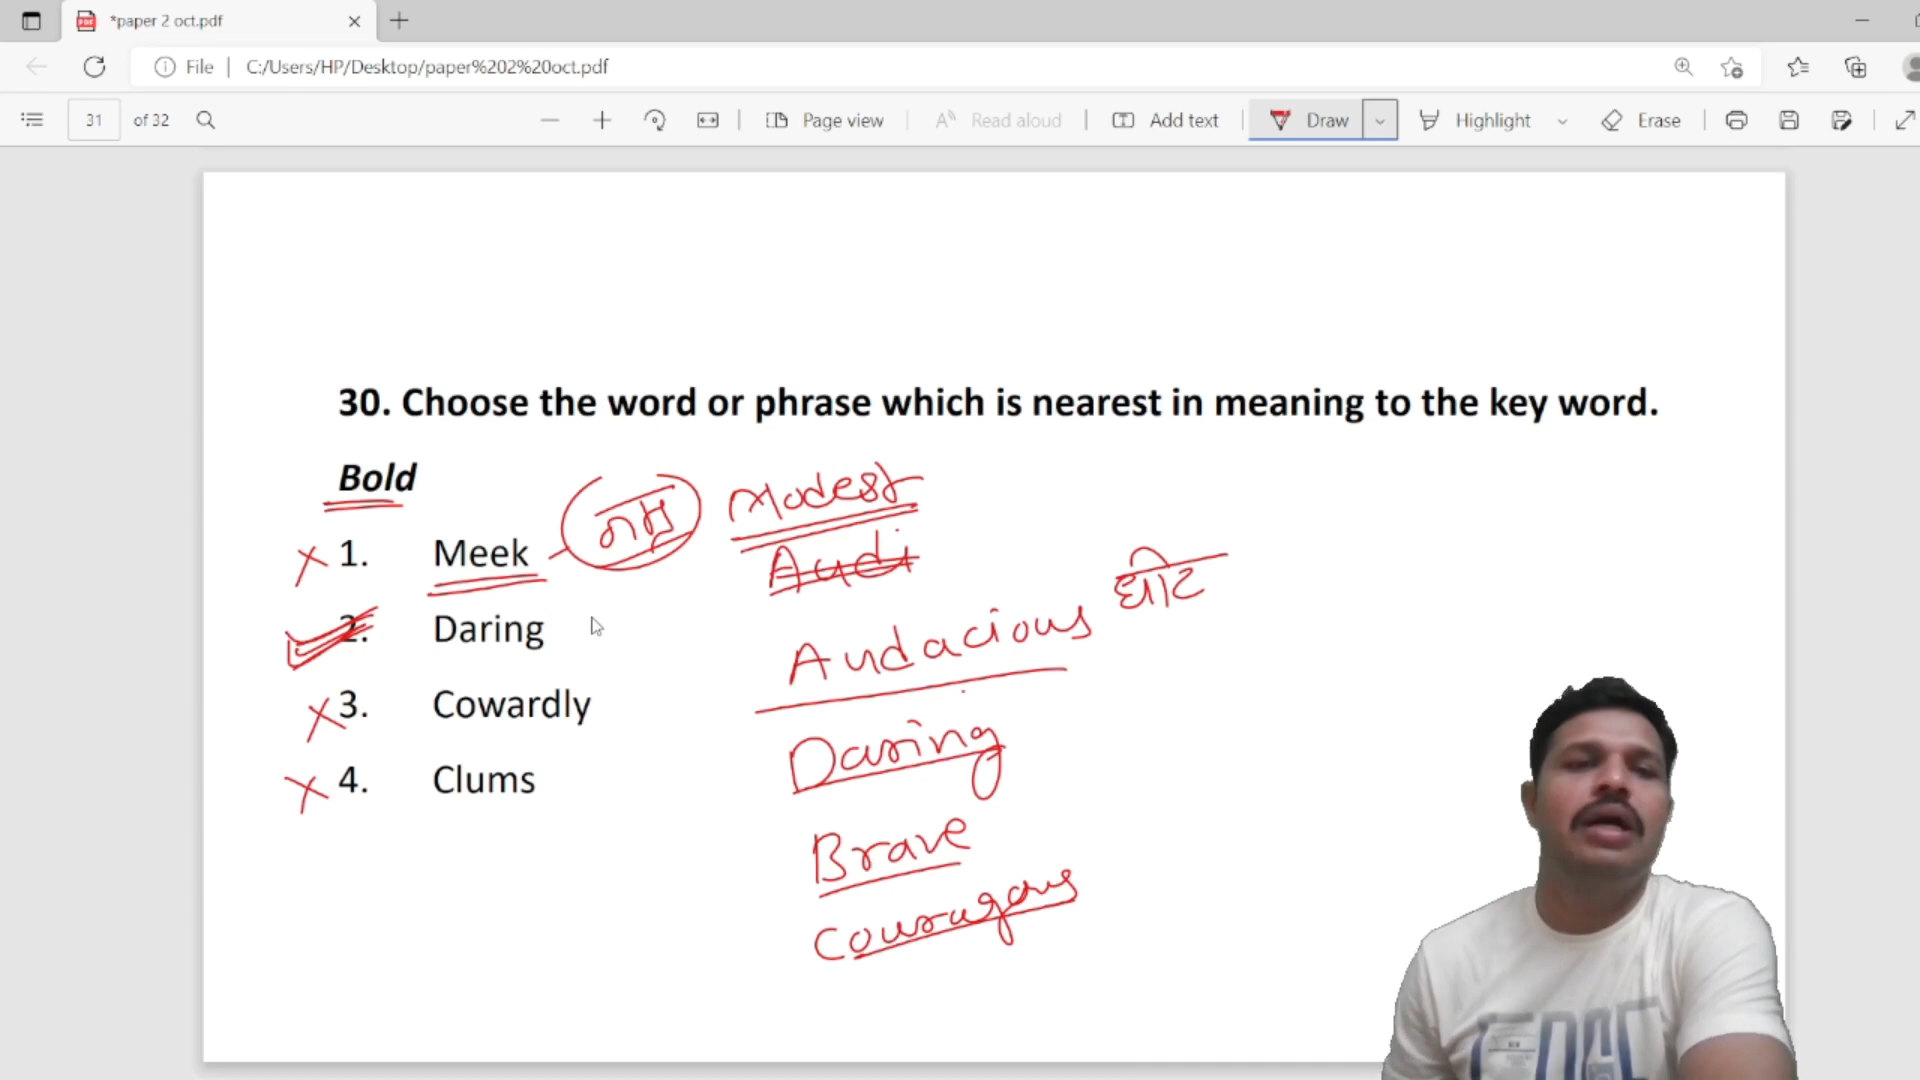 *paper 2 oct.pdf
File | C:/Users/HP/Desktop/paper%202%20oct.pdf
31 of 32 Page view Read aloud Add text Draw Highlight Erase
30. Choose the word or phrase which is nearest in meaning to the key word.
Bold
1. Meek नम्र Modest
Audi
2. Daring
Audacious धीट
3. Cowardly
Daring
4. Clums
Brave
Couragous